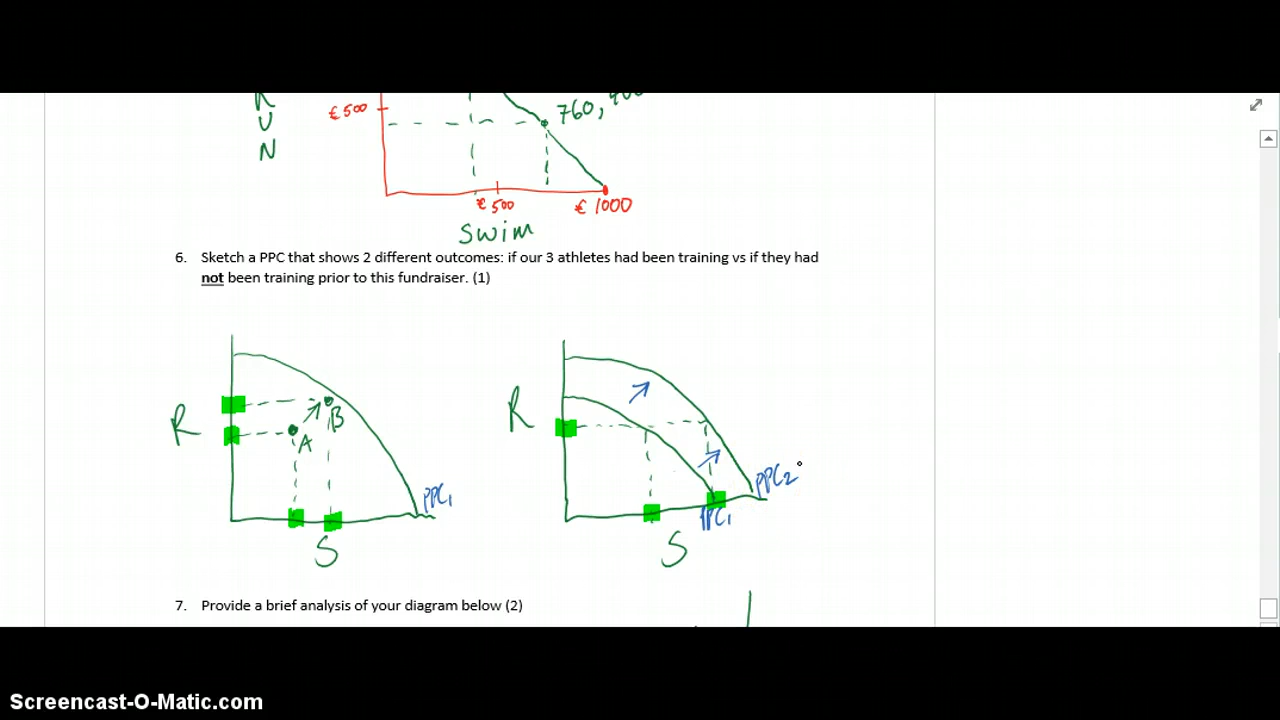 R
€ 500
760,
U
N
€ 500
€ 1000
Swim
6. Sketch a PPC that shows 2 different outcomes: if our 3 athletes had been training vs if they had
not been training prior to this fundraiser. (1)
R
A
B
PPC1
S
R
PPC2
PPC1
S
7. Provide a brief analysis of your diagram below (2)
Screencast-O-Matic.com